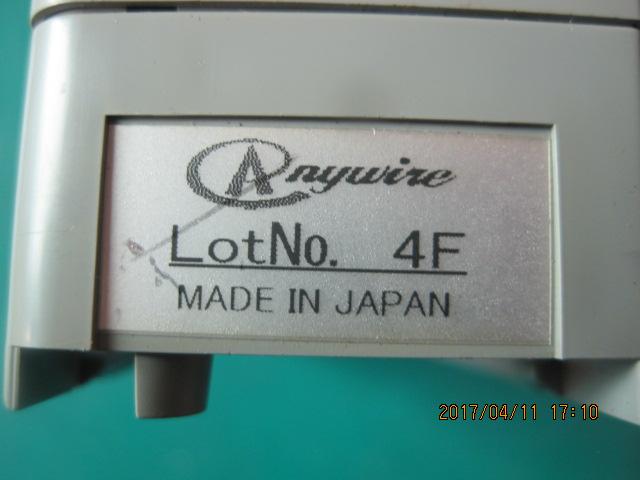 Anywire
LotNo. 4F
MADE IN JAPAN
2017/04/11 17:10